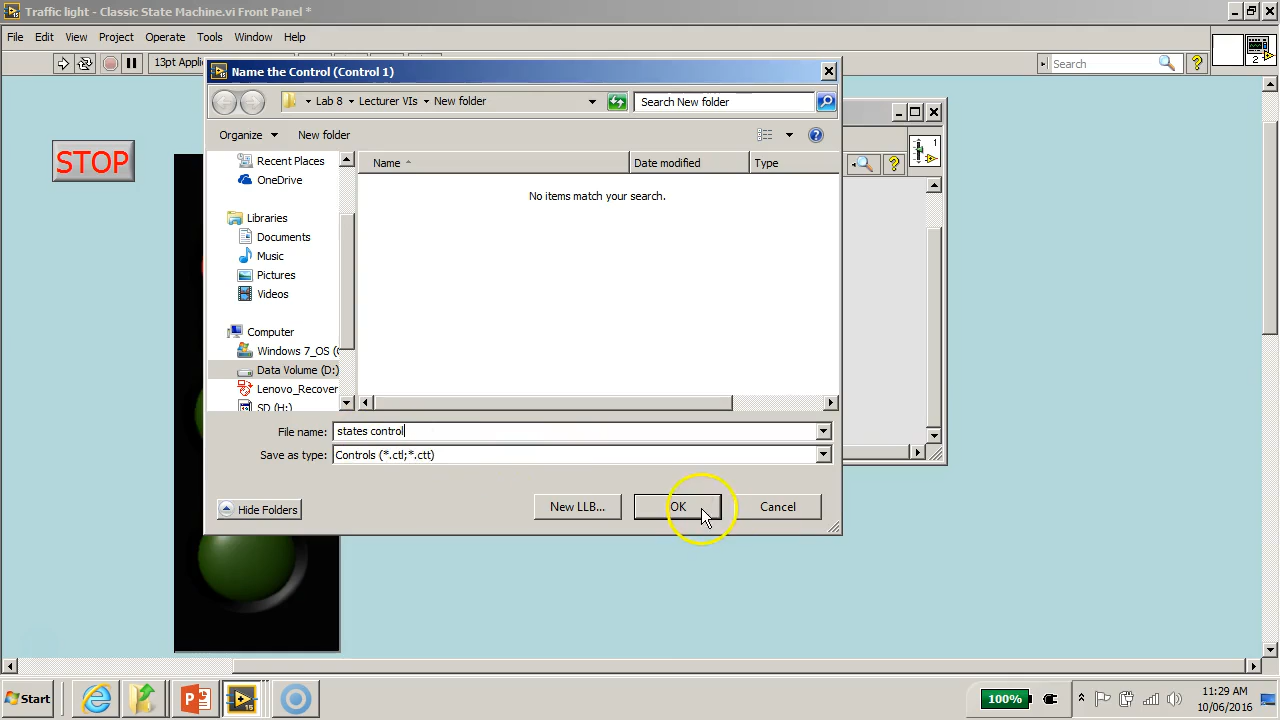 Traffic light - Classic State Machine.vi Front Panel *
File Edit View Project Operate Tools Window Help
13pt Appli
Search
2
Name the Control (Control 1)
Lab 8 Lecturer VIs New folder
Search New folder
Organize New folder
1
Name Date modified Type
No items match your search.
Recent Places
OneDrive
Libraries
Documents
Music
Pictures
Videos
Computer
Windows 7_OS (
Data Volume (D:)
Lenovo_Recover
SD (H:)
STOP
File name: states control
Save as type: Controls (*.ctl;*.ctt)
Hide Folders
New LLB...
OK
Cancel
Start
15
100%
11:29 AM
10/06/2016